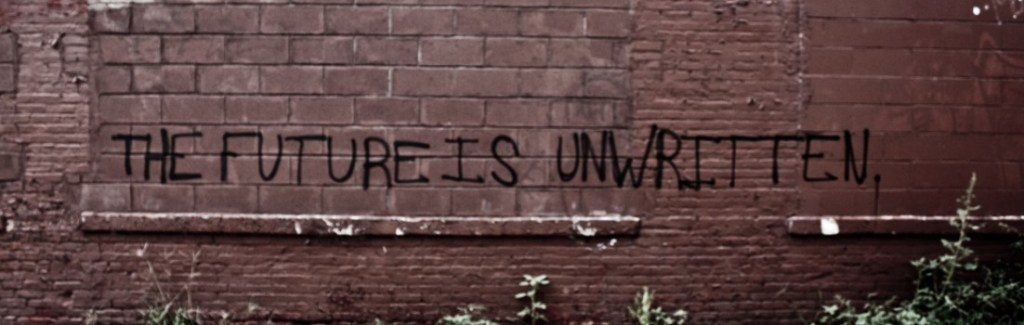 THE FUTURE IS UNWRITTEN.